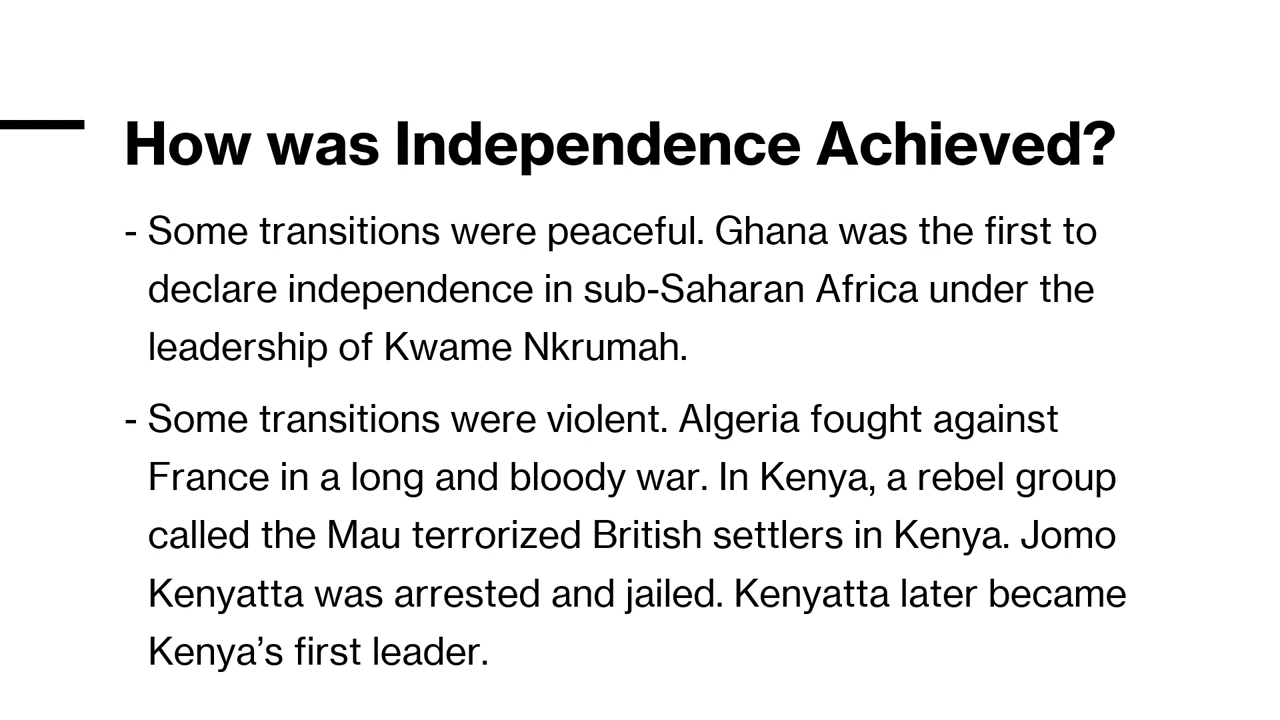 How was Independence Achieved?
- Some transitions were peaceful. Ghana was the first to
declare independence in sub-Saharan Africa under the
leadership of Kwame Nkrumah.
- Some transitions were violent. Algeria fought against
France in a long and bloody war. In Kenya, a rebel group
called the Mau terrorized British settlers in Kenya. Jomo
Kenyatta was arrested and jailed. Kenyatta later became
Kenya’s first leader.